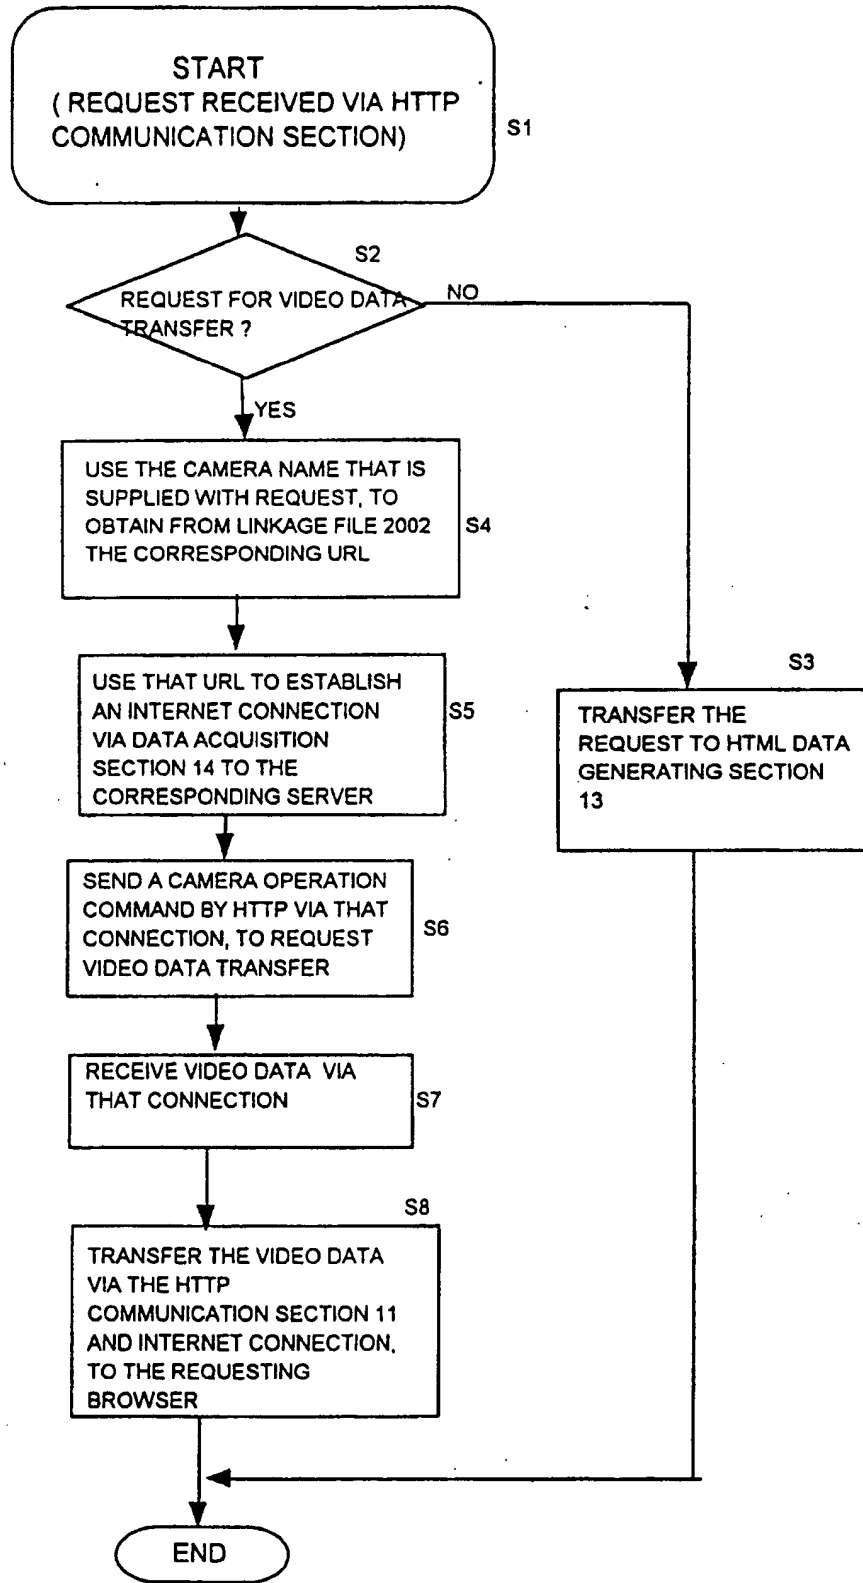 START
( REQUEST RECEIVED VIA HTTP
COMMUNICATION SECTION)
S1
S2
REQUEST FOR VIDEO DATA
TRANSFER ?
NO
YES
USE THE CAMERA NAME THAT IS
SUPPLIED WITH REQUEST, TO
OBTAIN FROM LINKAGE FILE 2002
THE CORRESPONDING URL
S4
USE THAT URL TO ESTABLISH
AN INTERNET CONNECTION
VIA DATA ACQUISITION
SECTION 14 TO THE
CORRESPONDING SERVER
S5
S3
TRANSFER THE
REQUEST TO HTML DATA
GENERATING SECTION
13
SEND A CAMERA OPERATION
COMMAND BY HTTP VIA THAT
CONNECTION, TO REQUEST
VIDEO DATA TRANSFER
S6
RECEIVE VIDEO DATA VIA
THAT CONNECTION
S7
S8
TRANSFER THE VIDEO DATA
VIA THE HTTP
COMMUNICATION SECTION 11
AND INTERNET CONNECTION,
TO THE REQUESTING
BROWSER
END